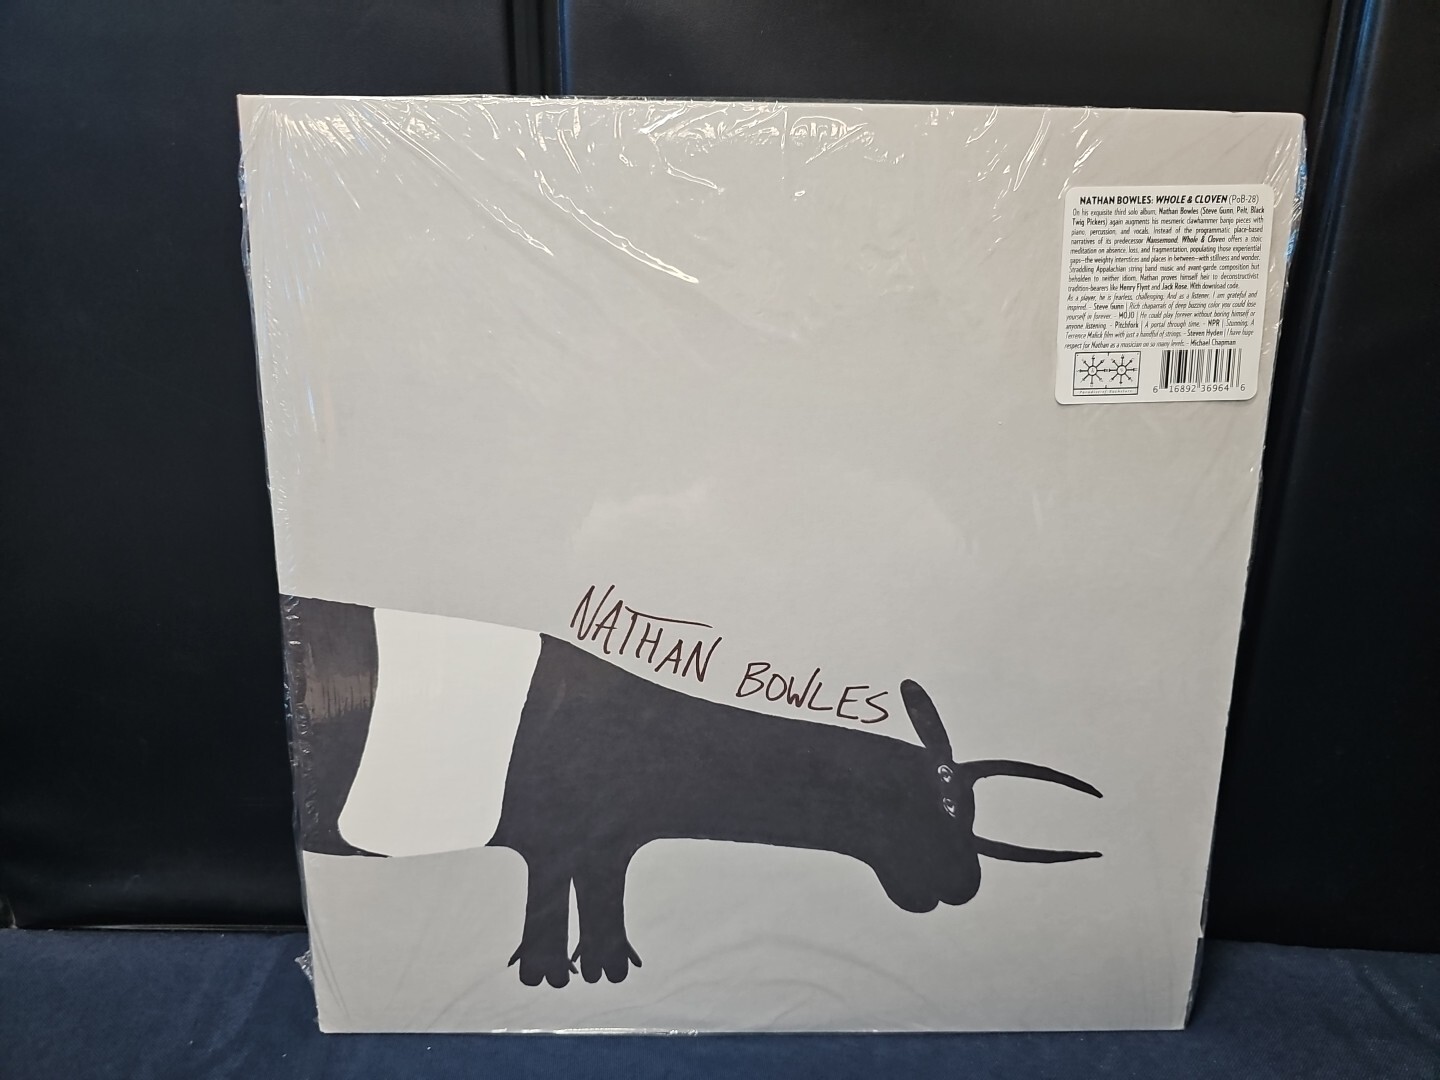 NATHAN BOWLES: WHOLE & CLOVEN (PoB-28)
On his exquisite third solo album, Nathan Bowles (Steve Gunn, Pelt, Black
Twig Pickers) again augments his mesmeric clawhammer banjo pieces with
piano, percussion, and vocals. Instead of the programmatic, place-based
narratives of its predecessor Nansemond, Whole & Cloven offers a stoic
meditation on absence, loss, and fragmentation, populating those experiential
gaps—the weighty interstices and places in between—with stillness and wonder.
Straddling Appalachian string band music and avant-garde composition but
beholden to neither idiom, Nathan proves himself heir to deconstructivist
tradition-bearers like Henry Flynt and Jack Rose. With download code.
As a player, he is fearless, challenging. And as a listener, I am grateful and
inspired. - Steve Gunn | Rich chaparrals of deep buzzing color you could lose
yourself in forever. - MOJO | He could play forever without boring himself or
anyone listening. - Pitchfork | A portal through time. - NPR | Stunning. A
Terrence Malick film with just a handful of strings. - Steven Hyden | I have huge
respect for Nathan as a musician on so many levels. - Michael Chapman
Paradise of Bachelors
6 16892 36964 6
NATHAN BOWLES